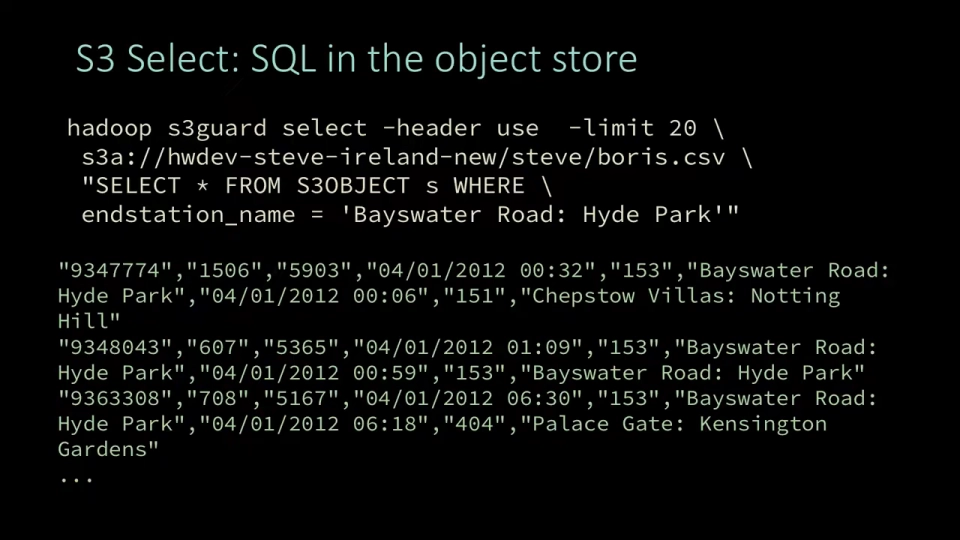 S3 Select: SQL in the object store
hadoop s3guard select -header use -limit 20 \
s3a://hwdev-steve-ireland-new/steve/boris.csv \
"SELECT * FROM S3OBJECT s WHERE \
endstation_name = 'Bayswater Road: Hyde Park'"
"9347774","1506","5903","04/01/2012 00:32","153","Bayswater Road:
Hyde Park","04/01/2012 00:06","151","Chepstow Villas: Notting
Hill"
"9348043","607","5365","04/01/2012 01:09","153","Bayswater Road:
Hyde Park","04/01/2012 00:59","153","Bayswater Road: Hyde Park"
"9363308","708","5167","04/01/2012 06:30","153","Bayswater Road:
Hyde Park","04/01/2012 06:18","404","Palace Gate: Kensington
Gardens"
...